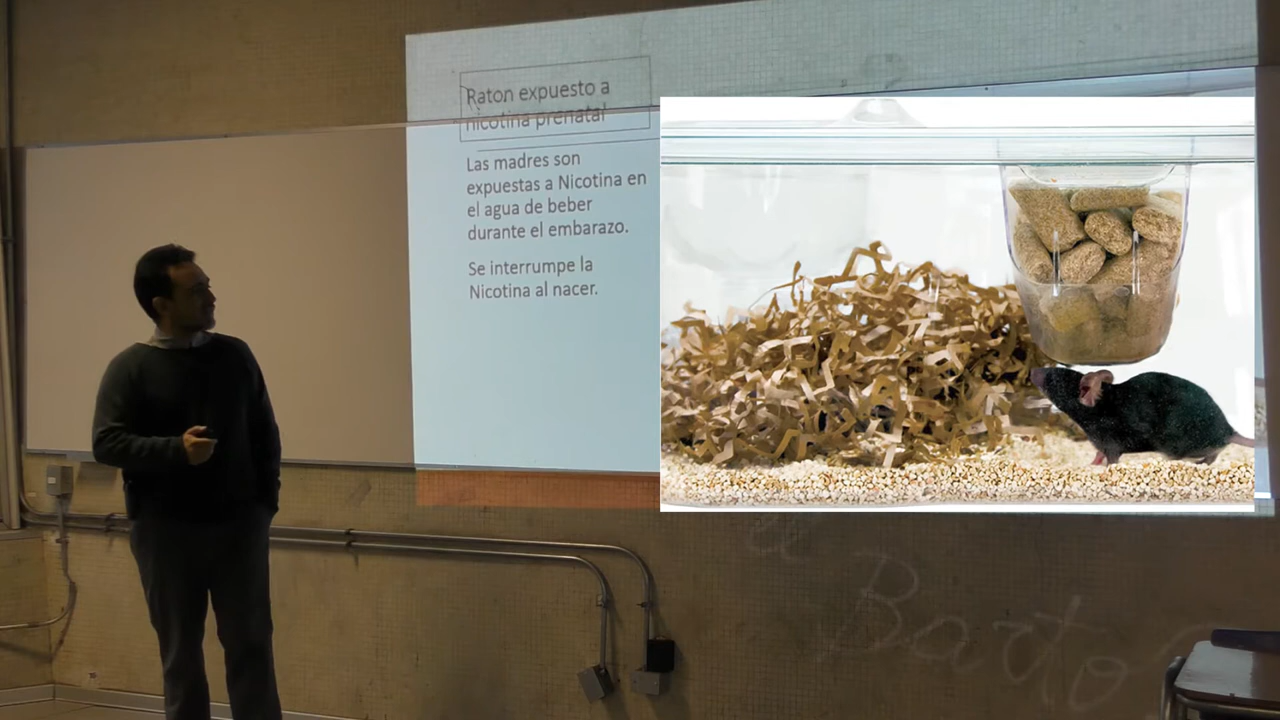 Raton expuesto a
nicotina prenatal
Las madres son
expuestas a Nicotina en
el agua de beber
durante el embarazo.
Se interrumpe la
Nicotina al nacer.
Barto